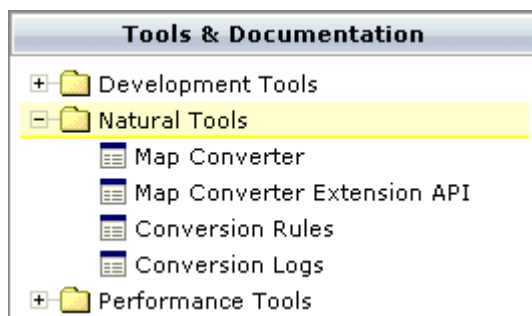 Tools & Documentation
Development Tools
Natural Tools
Map Converter
Map Converter Extension API
Conversion Rules
Conversion Logs
Performance Tools